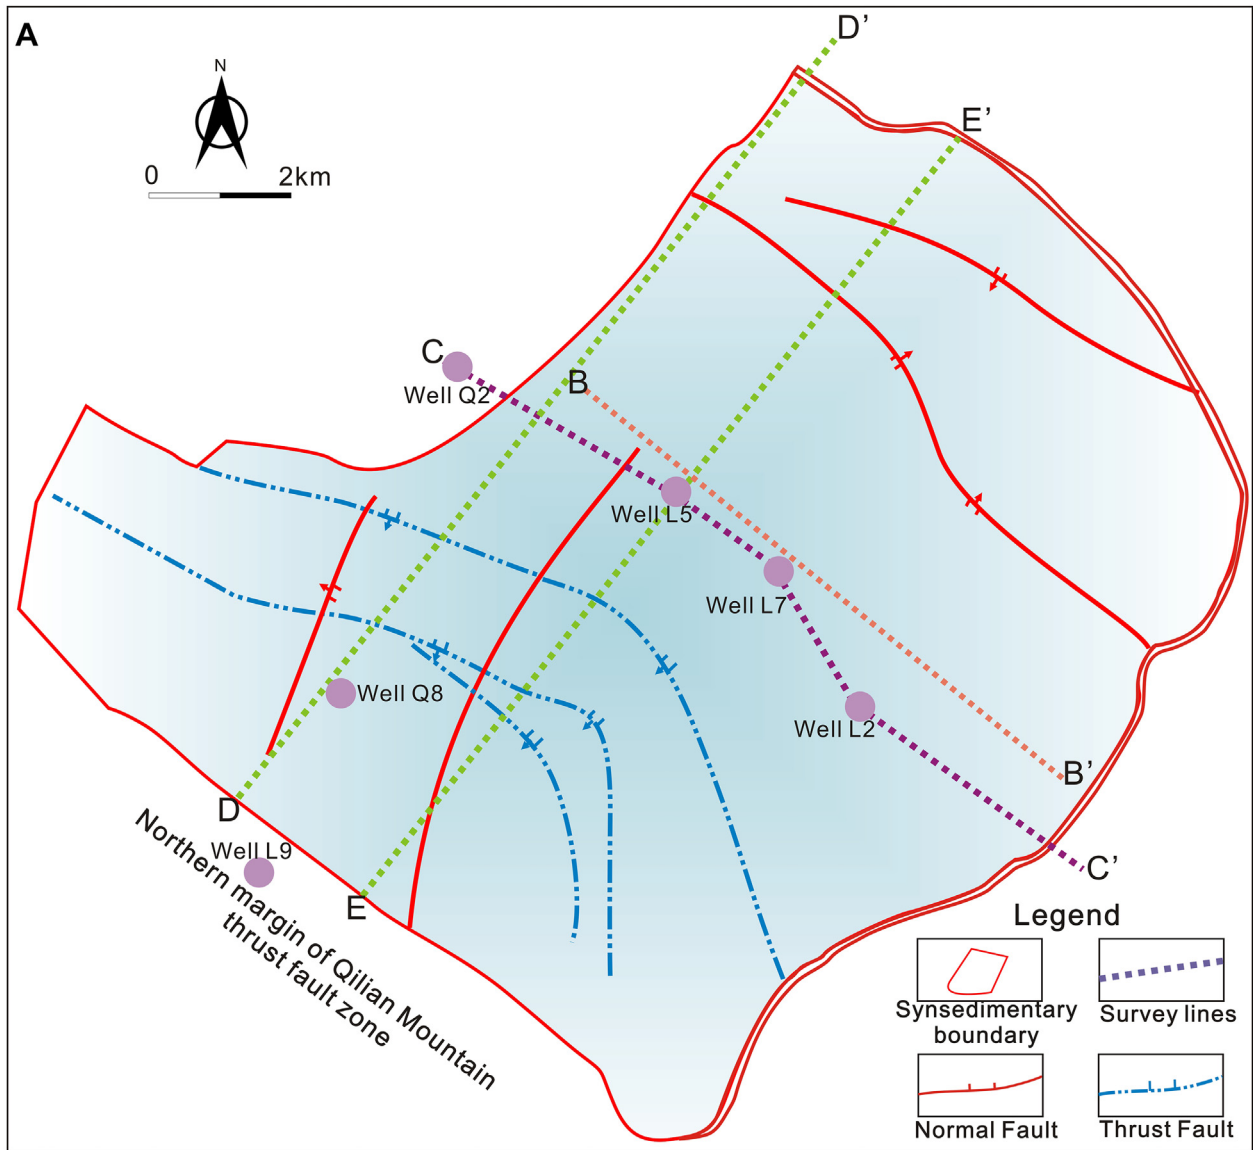 A
D’
N
E’
0 2km
C
B
Well Q2
Well L5
Well L7
Well Q8
Well L2
B’
D
Well L9
C’
E
Northern margin of Qilian Mountain
thrust fault zone
Legend
Synsedimentary
boundary
Survey lines
Normal Fault
Thrust Fault